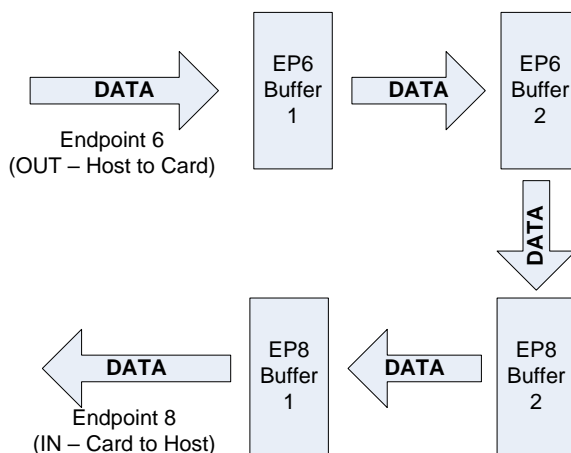 DATA
Endpoint 6
(OUT – Host to Card)
EP6
Buffer
1
DATA
EP6
Buffer
2
DATA
DATA
Endpoint 8
(IN – Card to Host)
EP8
Buffer
1
DATA
EP8
Buffer
2